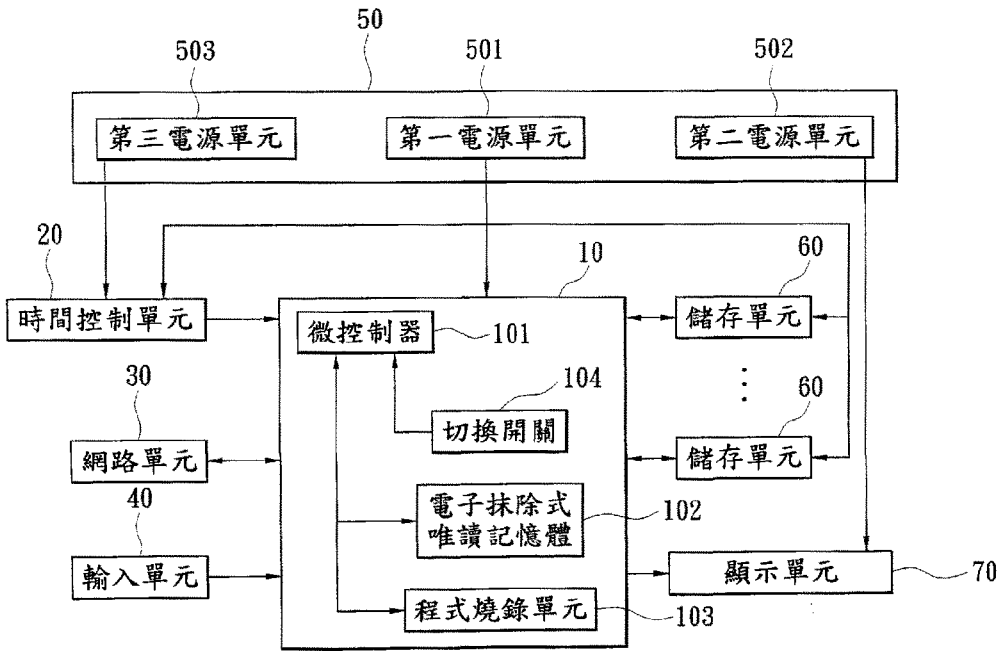 50
503
501
502
第三電源單元
第一電源單元
第二電源單元
20
10
60
時間控制單元
微控制器
101
儲存單元
30
104
60
切換開關
網路單元
儲存單元
40
電子抹除式
唯讀記憶體
102
輸入單元
顯示單元
70
程式燒錄單元
103